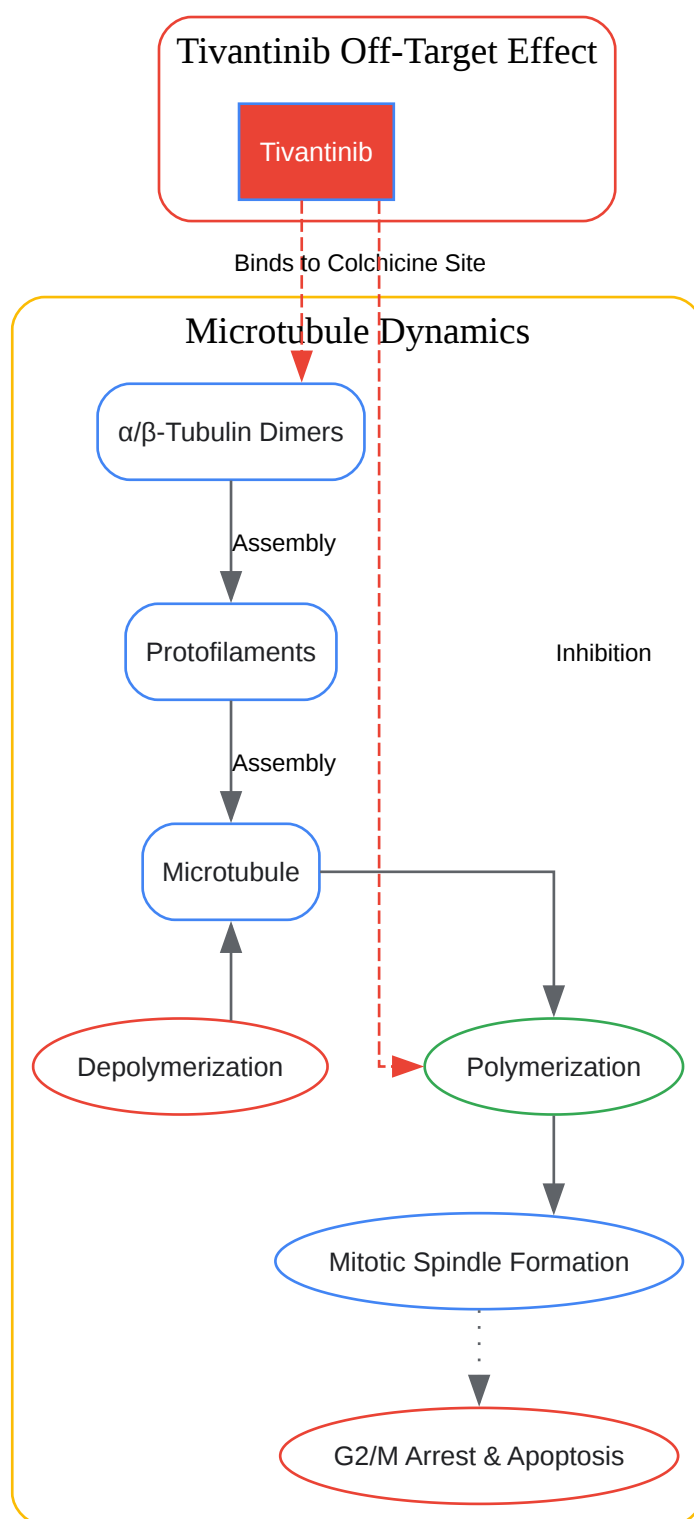 Tivantinib Off-Target Effect
Tivantinib
Binds to Colchicine Site
Microtubule Dynamics
α/β-Tubulin Dimers
Assembly
Protofilaments
Inhibition
Assembly
Microtubule
Depolymerization
Polymerization
Mitotic Spindle Formation
G2/M Arrest & Apoptosis